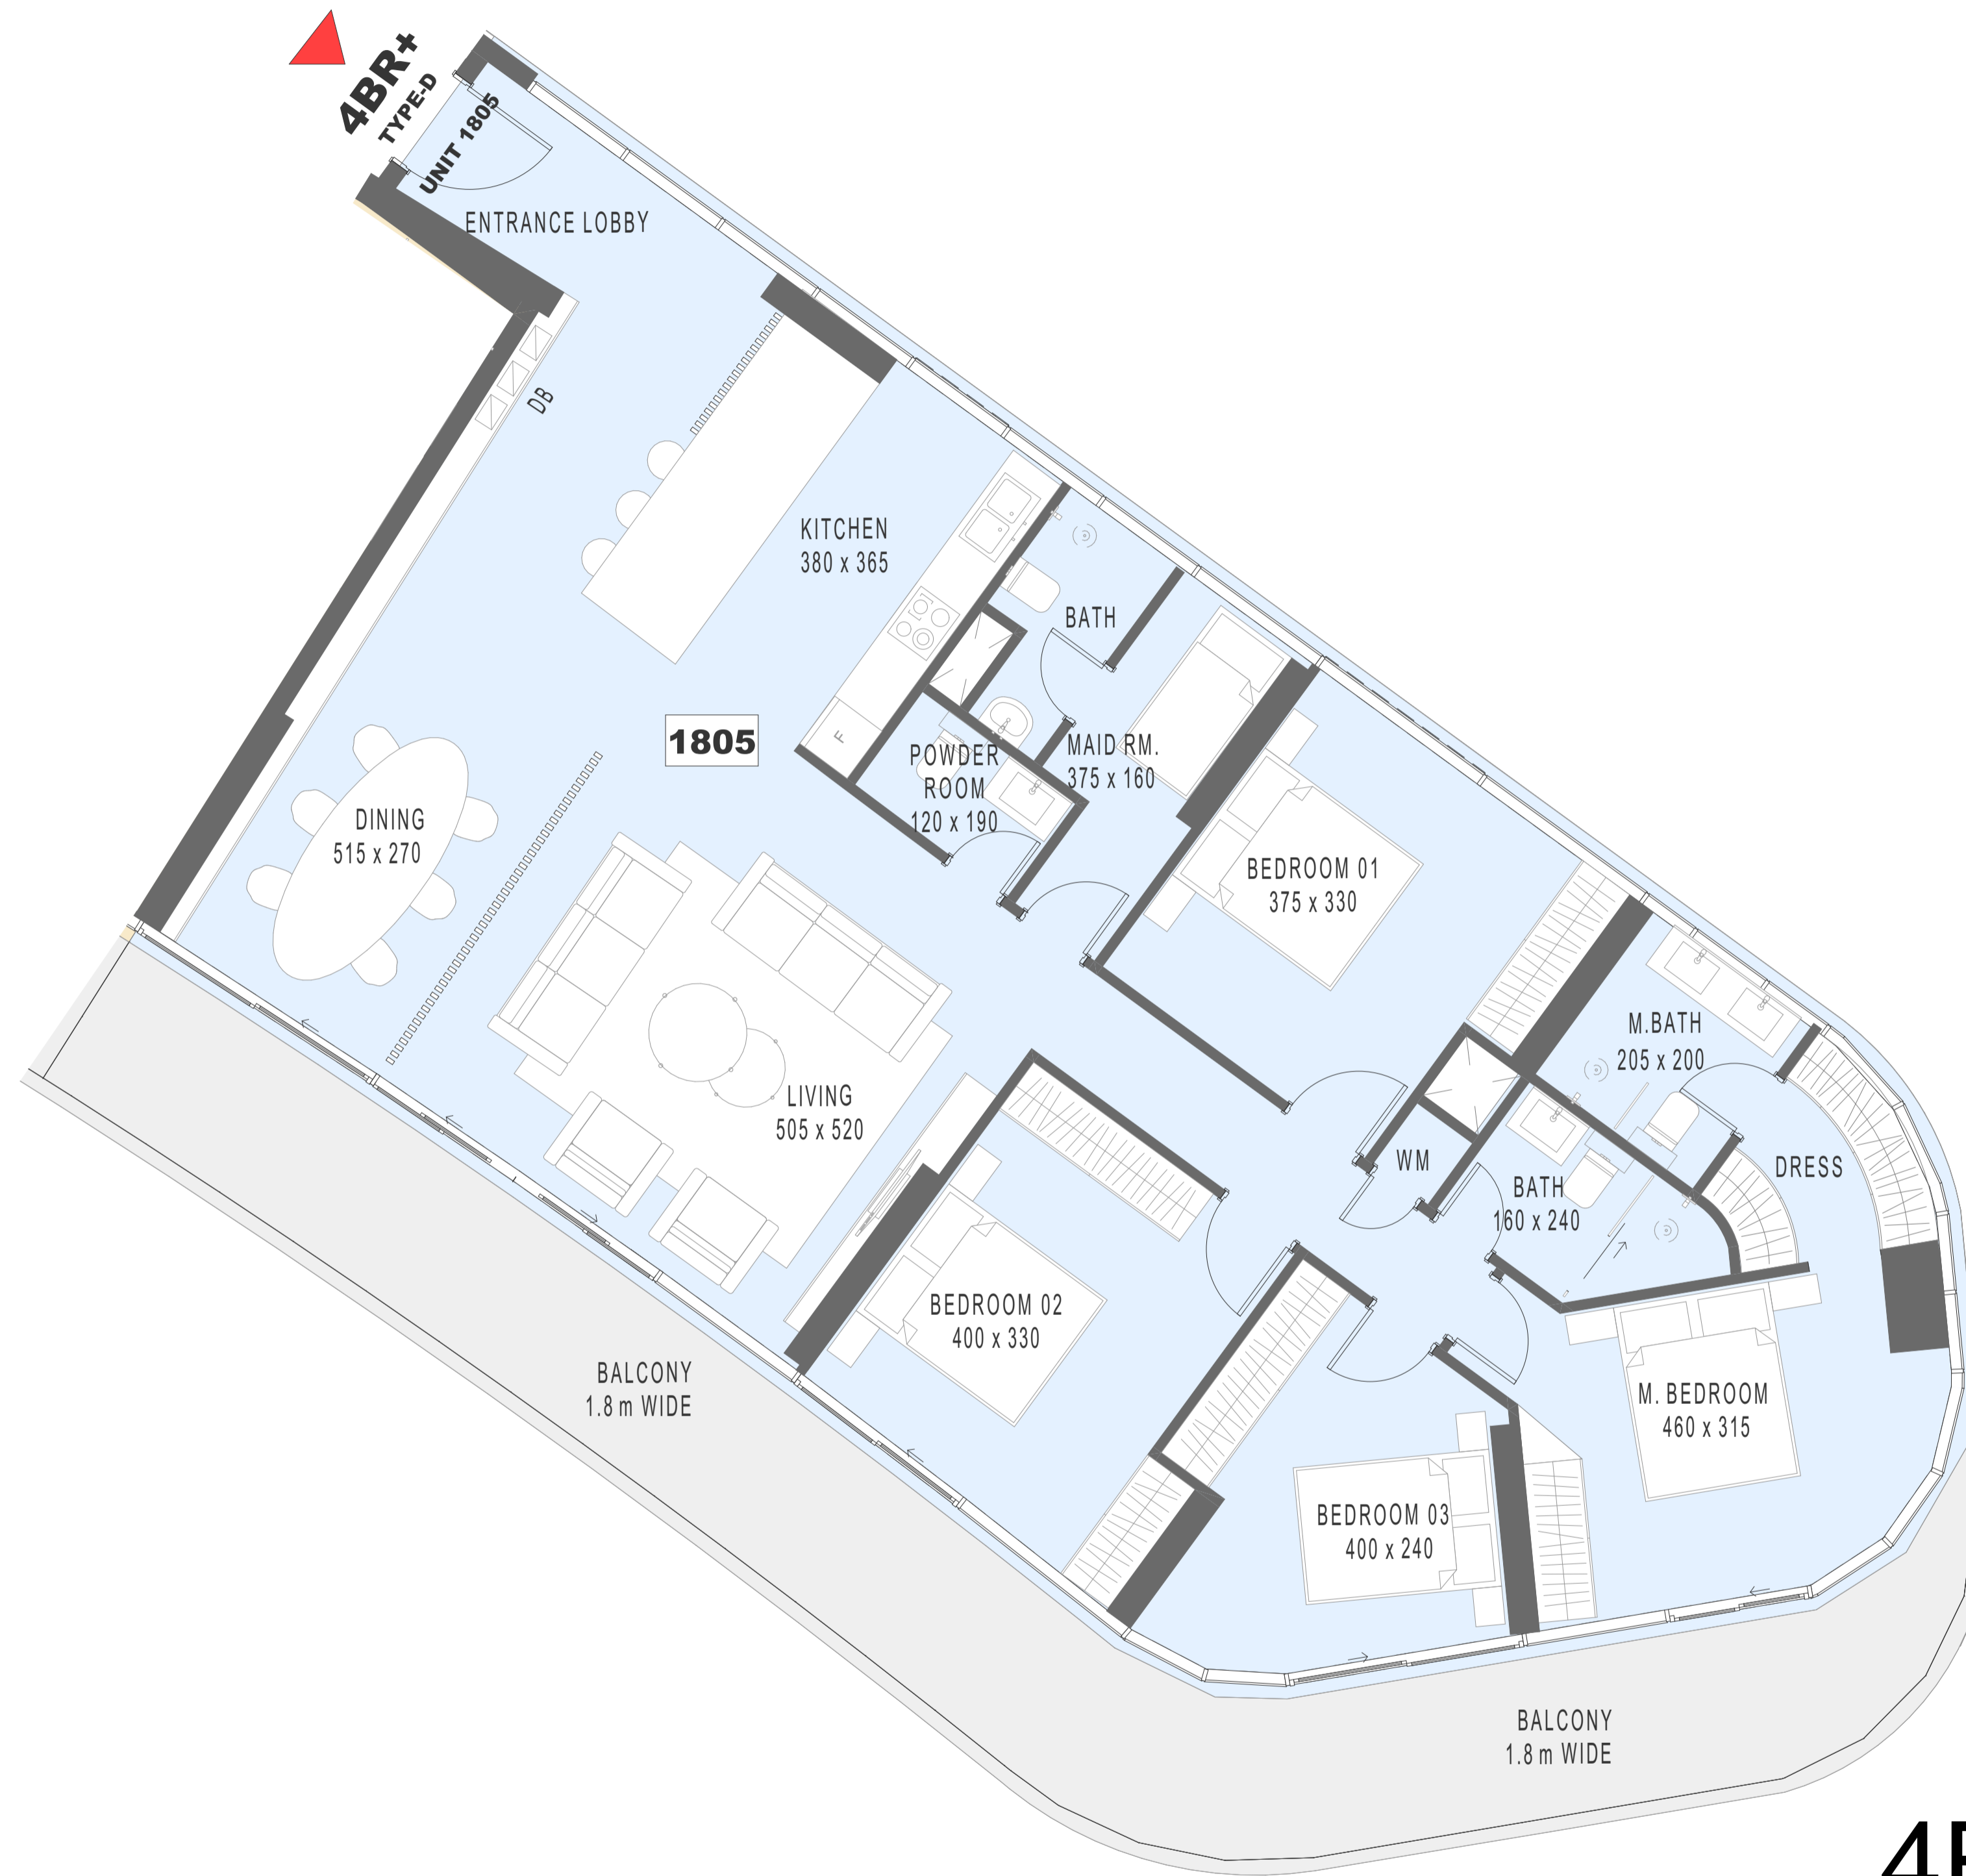 4BR+
TYPE-D
UNIT 1805
ENTRANCE LOBBY
DB
KITCHEN
380 x 365
BATH
1805
F
POWDER
ROOM
120 x 190
MAID RM.
375 x 160
DINING
515 x 270
BEDROOM 01
375 x 330
M.BATH
205 x 200
LIVING
505 x 520
WM
BATH
160 x 240
DRESS
BEDROOM 02
400 x 330
BALCONY
1.8 m WIDE
M. BEDROOM
460 x 315
BEDROOM 03
400 x 240
BALCONY
1.8 m WIDE